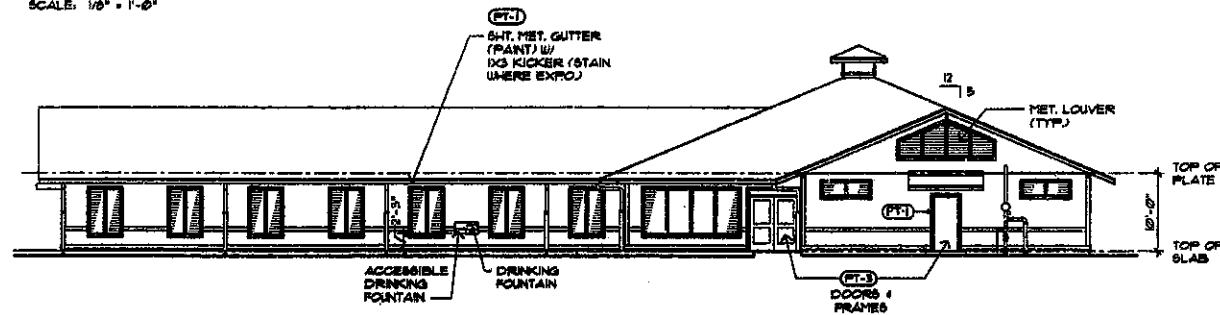 SCALE: 1/8" = 1'-0"
PT-1
SHT. MET. GUTTER
(PAINT) W/
1X3 KICKER (STAIN
WHERE EXPO.)
12
5
MET. LOUVER
(TYP.)
TOP OF
PLATE
10'-0"
TOP OF
SLAB
2'-3"
PT-1
ACCESSIBLE
DRINKING
FOUNTAIN
DRINKING
FOUNTAIN
PT-3
DOORS &
FRAMES